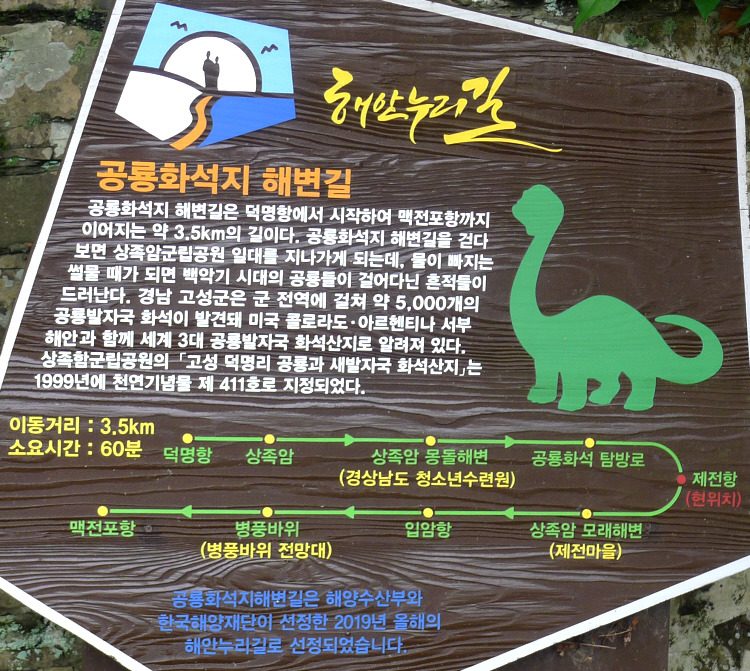 해안누리길
공룡화석지 해변길
공룡화석지 해변길은 덕명항에서 시작하여 맥전포항까지
이어지는 약 3.5km의 길이다. 공룡화석지 해변길을 걷다
보면 상족암군립공원 일대를 지나가게 되는데, 물이 빠지는
썰물 때가 되면 백악기 시대의 공룡들이 걸어다닌 흔적들이
드러난다. 경남 고성군은 군 전역에 걸쳐 약 5,000개의
공룡발자국 화석이 발견돼 미국 콜로라도·아르헨티나 서부
해안과 함께 세계 3대 공룡발자국 화석산지로 알려져 있다.
상족함군립공원의 「고성 덕명리 공룡과 새발자국 화석산지」는
1999년에 천연기념물 제 411호로 지정되었다.
이동거리 : 3.5km
소요시간 : 60분
덕명항 상족암 상족암 몽돌해변 공룡화석 탐방로
(경상남도 청소년수련원)
제전항
(현위치)
맥전포항 병풍바위 입암항 상족암 모래해변
(병풍바위 전망대) (제전마을)
공룡화석지해변길은 해양수산부와
한국해양재단이 선정한 2019년 올해의
해안누리길로 선정되었습니다.